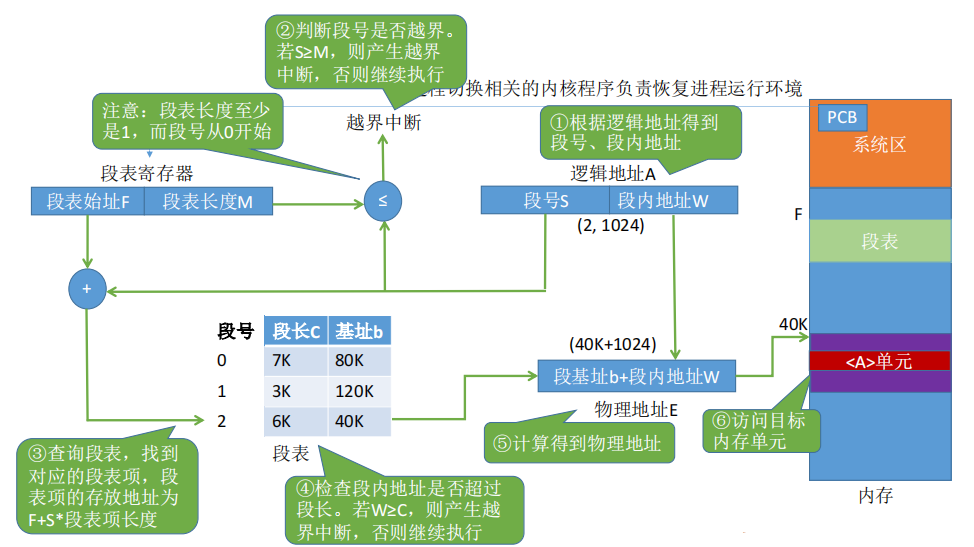 ②判断段号是否越界。
若S≥M，则产生越界
中断，否则继续执行
程切换相关的内核程序负责恢复进程运行环境
注意：段表长度至少
是1，而段号从0开始
越界中断
①根据逻辑地址得到
段号、段内地址
PCB
系统区
段表寄存器
逻辑地址A
段表始址F 段表长度M
≤
段号S 段内地址W
(2, 1024)
F
段表
+
段号 段长C 基址b
0 7K 80K
1 3K 120K
2 6K 40K
段表
40K
(40K+1024)
<A>单元
段基址b+段内地址W
物理地址E
⑤计算得到物理地址
⑥访问目标
内存单元
③查询段表，找到
对应的段表项，段
表项的存放地址为
F+S*段表项长度
④检查段内地址是否超过
段长。若W≥C，则产生越
界中断，否则继续执行
内存